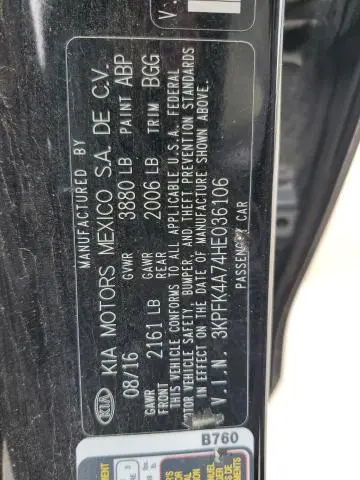 MANUFACTURED BY
KIA KIA MOTORS MEXICO S.A. DE C.V.
08/16 GVWR 3880 LB PAINT ABP
GAWR FRONT 2161 LB GAWR REAR 2006 LB TRIM BGG
THIS VEHICLE CONFORMS TO ALL APPLICABLE U.S.A. FEDERAL
MOTOR VEHICLE SAFETY, BUMPER, AND THEFT PREVENTION STANDARDS
IN EFFECT ON THE DATE OF MANUFACTURE SHOWN ABOVE.
V.I.N. 3KPFK4A74HE036106
PASSENGER CAR
B760